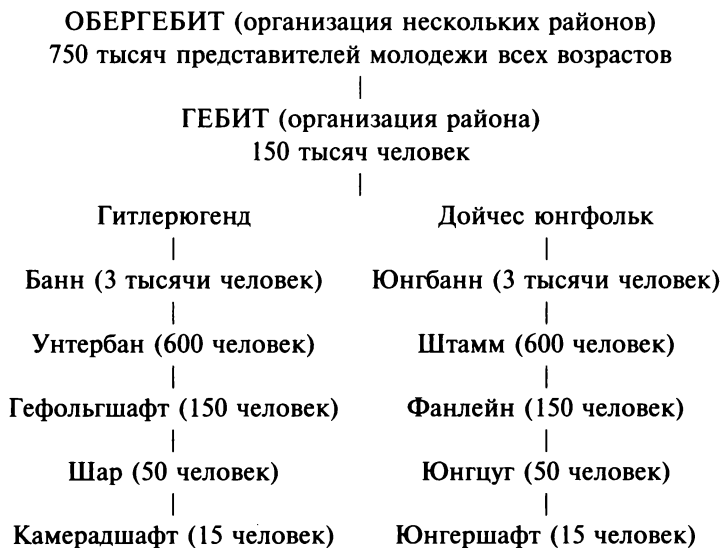 ОБЕРГЕБИТ (организация нескольких районов)
750 тысяч представителей молодежи всех возрастов
ГЕБИТ (организация района)
150 тысяч человек
Гитлерюгенд Дойчес юнгфольк
Банн (3 тысячи человек) Юнгбанн (3 тысячи человек)
Унтербан (600 человек) Штамм (600 человек)
Гефольгшафт (150 человек) Фанлейн (150 человек)
Шар (50 человек) Юнгцуг (50 человек)
Камерадшафт (15 человек) Юнгершафт (15 человек)